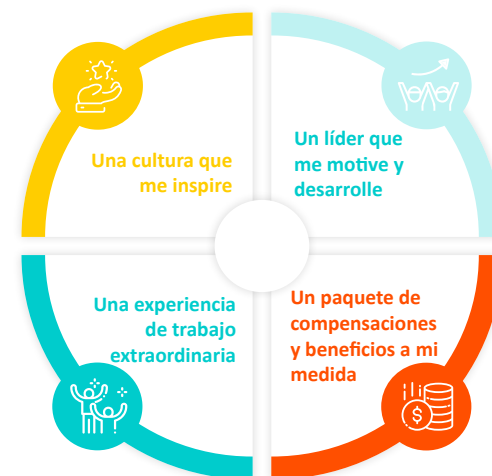 Una cultura que
me inspire
Un líder que
me motive y
desarrolle
Una experiencia
de trabajo
extraordinaria
Un paquete de
compensaciones
y beneficios a mi
medida
$